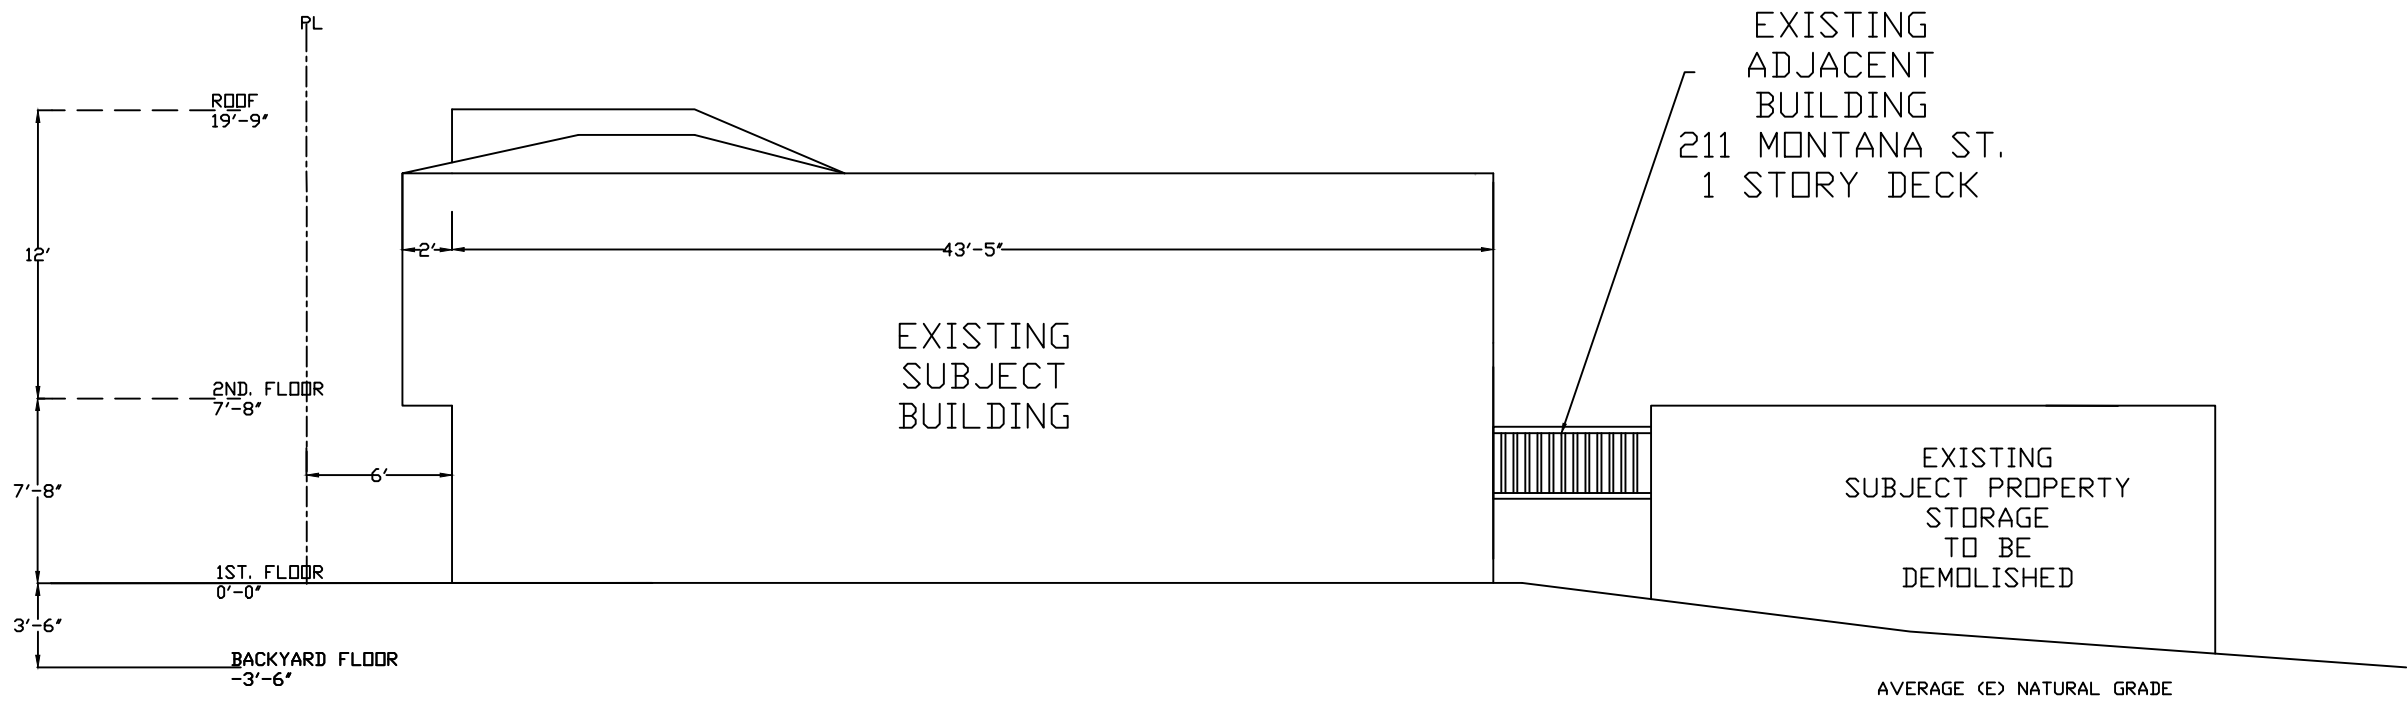 PL
EXISTING
ADJACENT
BUILDING
211 MONTANA ST.
1 STORY DECK
ROOF
19'-9"
12'
2'
43'-5"
EXISTING
SUBJECT
BUILDING
2ND. FLOOR
7'-8"
6'
7'-8"
EXISTING
SUBJECT PROPERTY
STORAGE
TO BE
DEMOLISHED
1ST. FLOOR
0'-0"
3'-6"
BACKYARD FLOOR
-3'-6"
AVERAGE (E) NATURAL GRADE